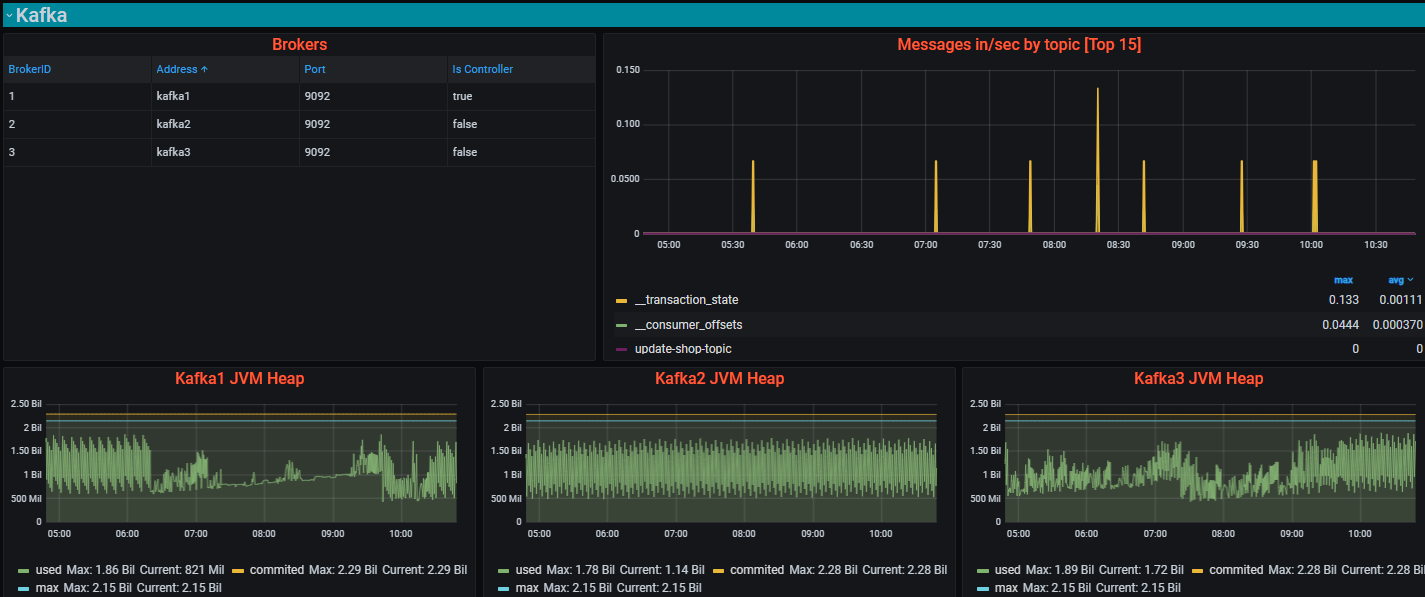 Kafka
Brokers
BrokerID Address ↑ Port Is Controller
1 kafka1 9092 true
2 kafka2 9092 false
3 kafka3 9092 false
Messages in/sec by topic [Top 15]
0.150
0.100
0.0500
0
05:00 05:30 06:00 06:30 07:00 07:30 08:00 08:30 09:00 09:30 10:00 10:30
max avg
__transaction_state 0.133 0.00111
__consumer_offsets 0.0444 0.000370
update-shop-topic 0 0
Kafka1 JVM Heap
2.50 Bil
2 Bil
1.50 Bil
1 Bil
500 Mil
0
05:00 06:00 07:00 08:00 09:00 10:00
used Max: 1.86 Bil Current: 821 Mil commited Max: 2.29 Bil Current: 2.29 Bil
max Max: 2.15 Bil Current: 2.15 Bil
Kafka2 JVM Heap
2.50 Bil
2 Bil
1.50 Bil
1 Bil
500 Mil
0
05:00 06:00 07:00 08:00 09:00 10:00
used Max: 1.78 Bil Current: 1.14 Bil commited Max: 2.28 Bil Current: 2.28 Bil
max Max: 2.15 Bil Current: 2.15 Bil
Kafka3 JVM Heap
2.50 Bil
2 Bil
1.50 Bil
1 Bil
500 Mil
0
05:00 06:00 07:00 08:00 09:00 10:00
used Max: 1.89 Bil Current: 1.72 Bil commited Max: 2.28 Bil Current: 2.28 Bil
max Max: 2.15 Bil Current: 2.15 Bil